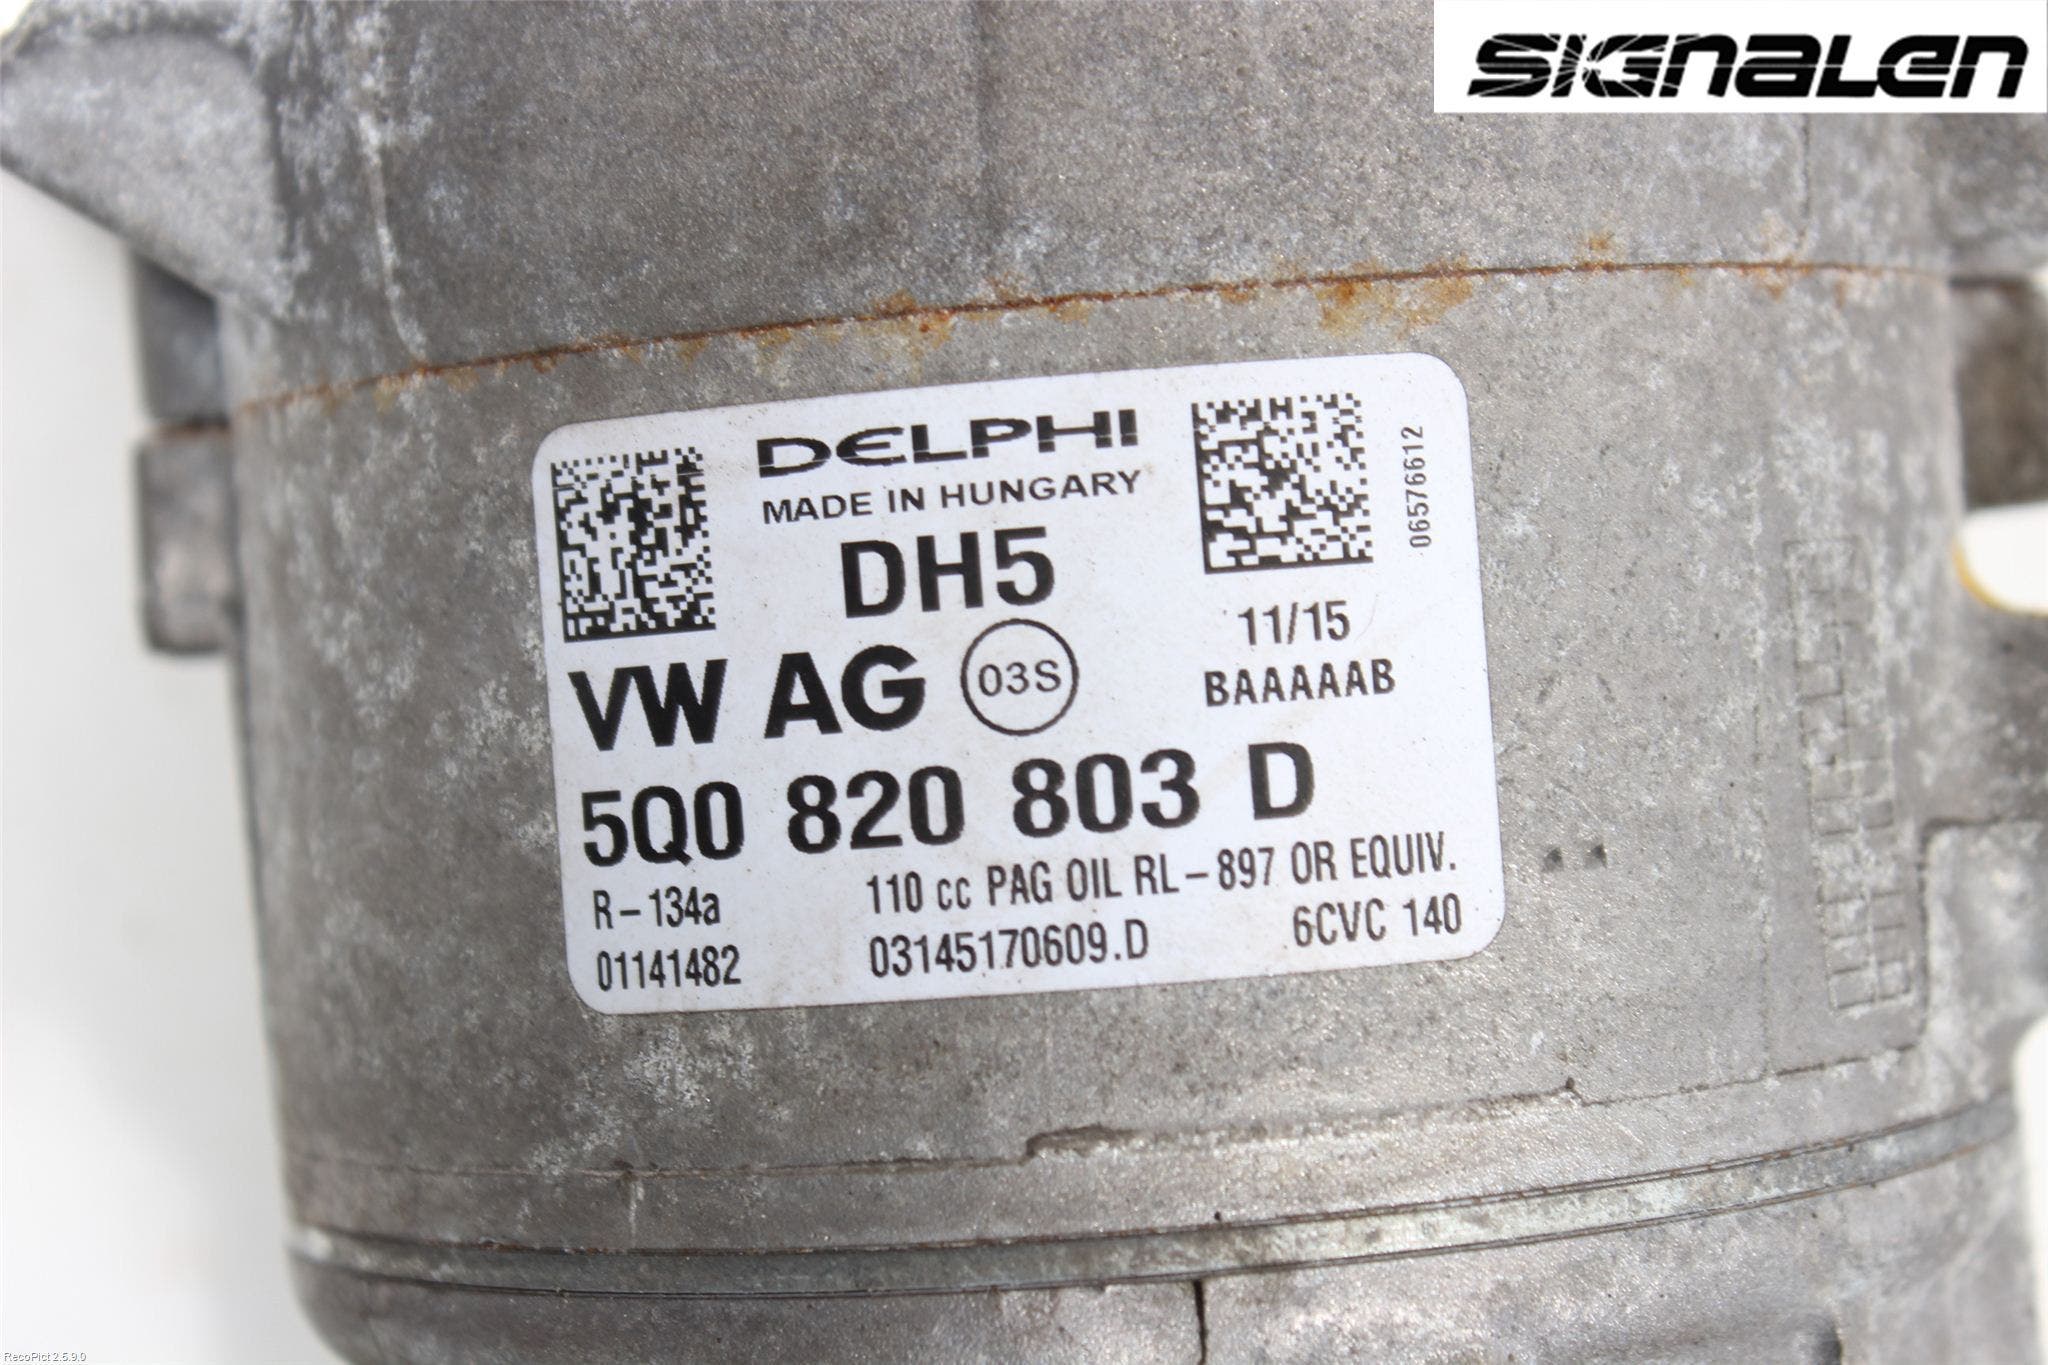 SIGNALEN
DELPHI
MADE IN HUNGARY
DH5
VW AG 03S
5Q0 820 803 D
06576612
11/15
BAAAAAB
R-134a 110 cc PAG OIL RL-897 OR EQUIV.
01141482 03145170609.D 6CVC 140
RecoPict 2.5.9.0